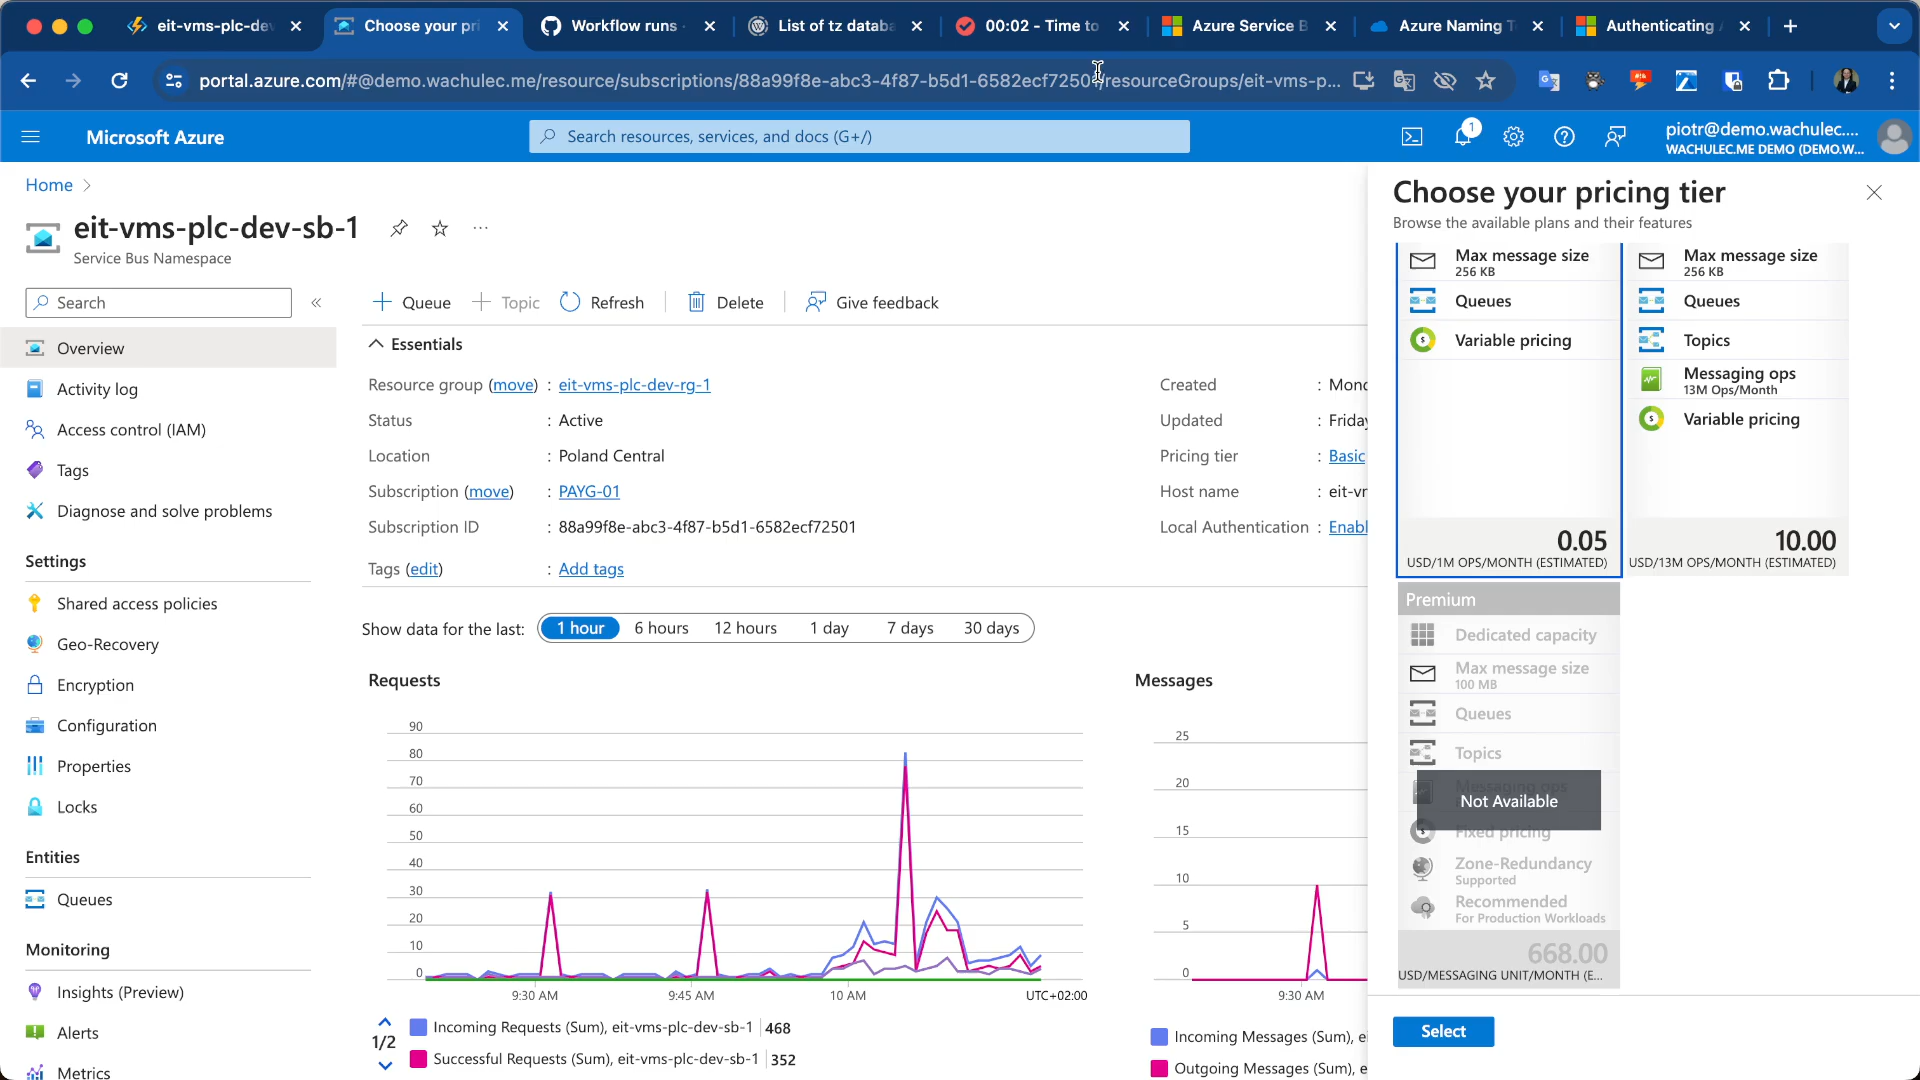 eit-vms-plc-dev
Choose your pri
Workflow runs
List of tz databa
00:02 - Time to
Azure Service B
Azure Naming T
Authenticating
portal.azure.com/#@demo.wachulec.me/resource/subscriptions/88a99f8e-abc3-4f87-b5d1-6582ecf72501/resourceGroups/eit-vms-p...
Microsoft Azure
Search resources, services, and docs (G+/)
1
piotr@demo.wachulec....
WACHULEC.ME DEMO (DEMO.W...
Home
eit-vms-plc-dev-sb-1
Service Bus Namespace
Search
Overview
Activity log
Access control (IAM)
Tags
Diagnose and solve problems
Settings
Shared access policies
Geo-Recovery
Encryption
Configuration
Properties
Locks
Entities
Queues
Monitoring
Insights (Preview)
Alerts
Metrics
Queue
Topic
Refresh
Delete
Give feedback
Essentials
Resource group (move) : eit-vms-plc-dev-rg-1
Status : Active
Location : Poland Central
Subscription (move) : PAYG-01
Subscription ID : 88a99f8e-abc3-4f87-b5d1-6582ecf72501
Tags (edit) : Add tags
Created : Mond
Updated : Friday
Pricing tier : Basic
Host name : eit-vm
Local Authentication : Enabl
Show data for the last: 1 hour 6 hours 12 hours 1 day 7 days 30 days
Requests
90
80
70
60
50
40
30
20
10
0
9:30 AM 9:45 AM 10 AM UTC+02:00
1/2
Incoming Requests (Sum), eit-vms-plc-dev-sb-1 468
Successful Requests (Sum), eit-vms-plc-dev-sb-1 352
Messages
25
20
15
10
5
0
9:30 AM
Incoming Messages (Sum), ei
Outgoing Messages (Sum), e
Choose your pricing tier
Browse the available plans and their features
Max message size
256 KB
Queues
Variable pricing
0.05
USD/1M OPS/MONTH (ESTIMATED)
Max message size
256 KB
Queues
Topics
Messaging ops
13M Ops/Month
Variable pricing
10.00
USD/13M OPS/MONTH (ESTIMATED)
Premium
Dedicated capacity
Max message size
100 MB
Queues
Topics
Messaging ops
Not Available
Fixed pricing
Zone-Redundancy
Supported
Recommended
For Production Workloads
668.00
USD/MESSAGING UNIT/MONTH (E...
Select